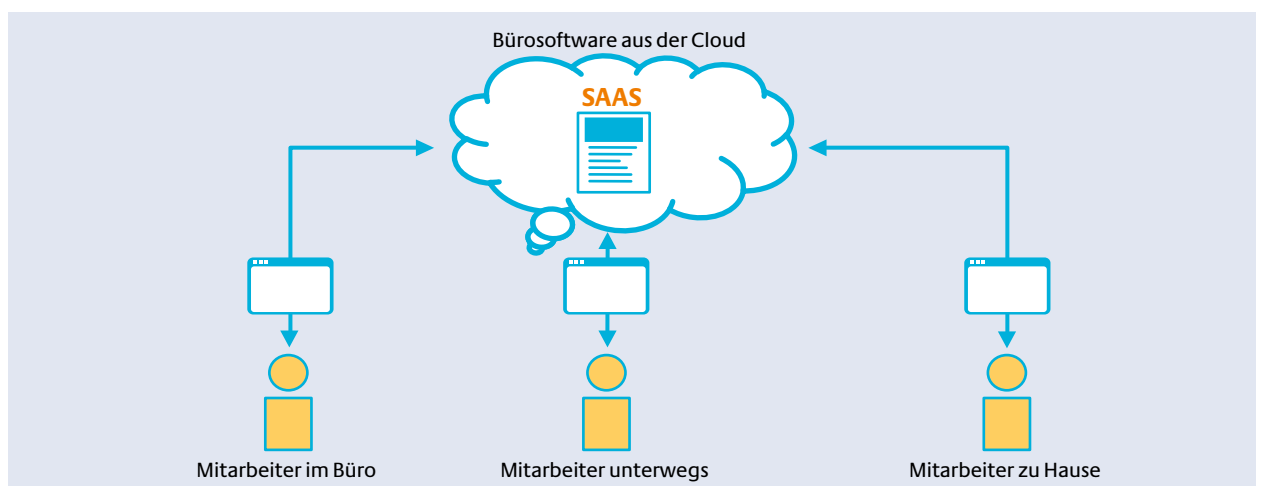 Bürosoftware aus der Cloud
SAAS
Mitarbeiter im Büro
Mitarbeiter unterwegs
Mitarbeiter zu Hause